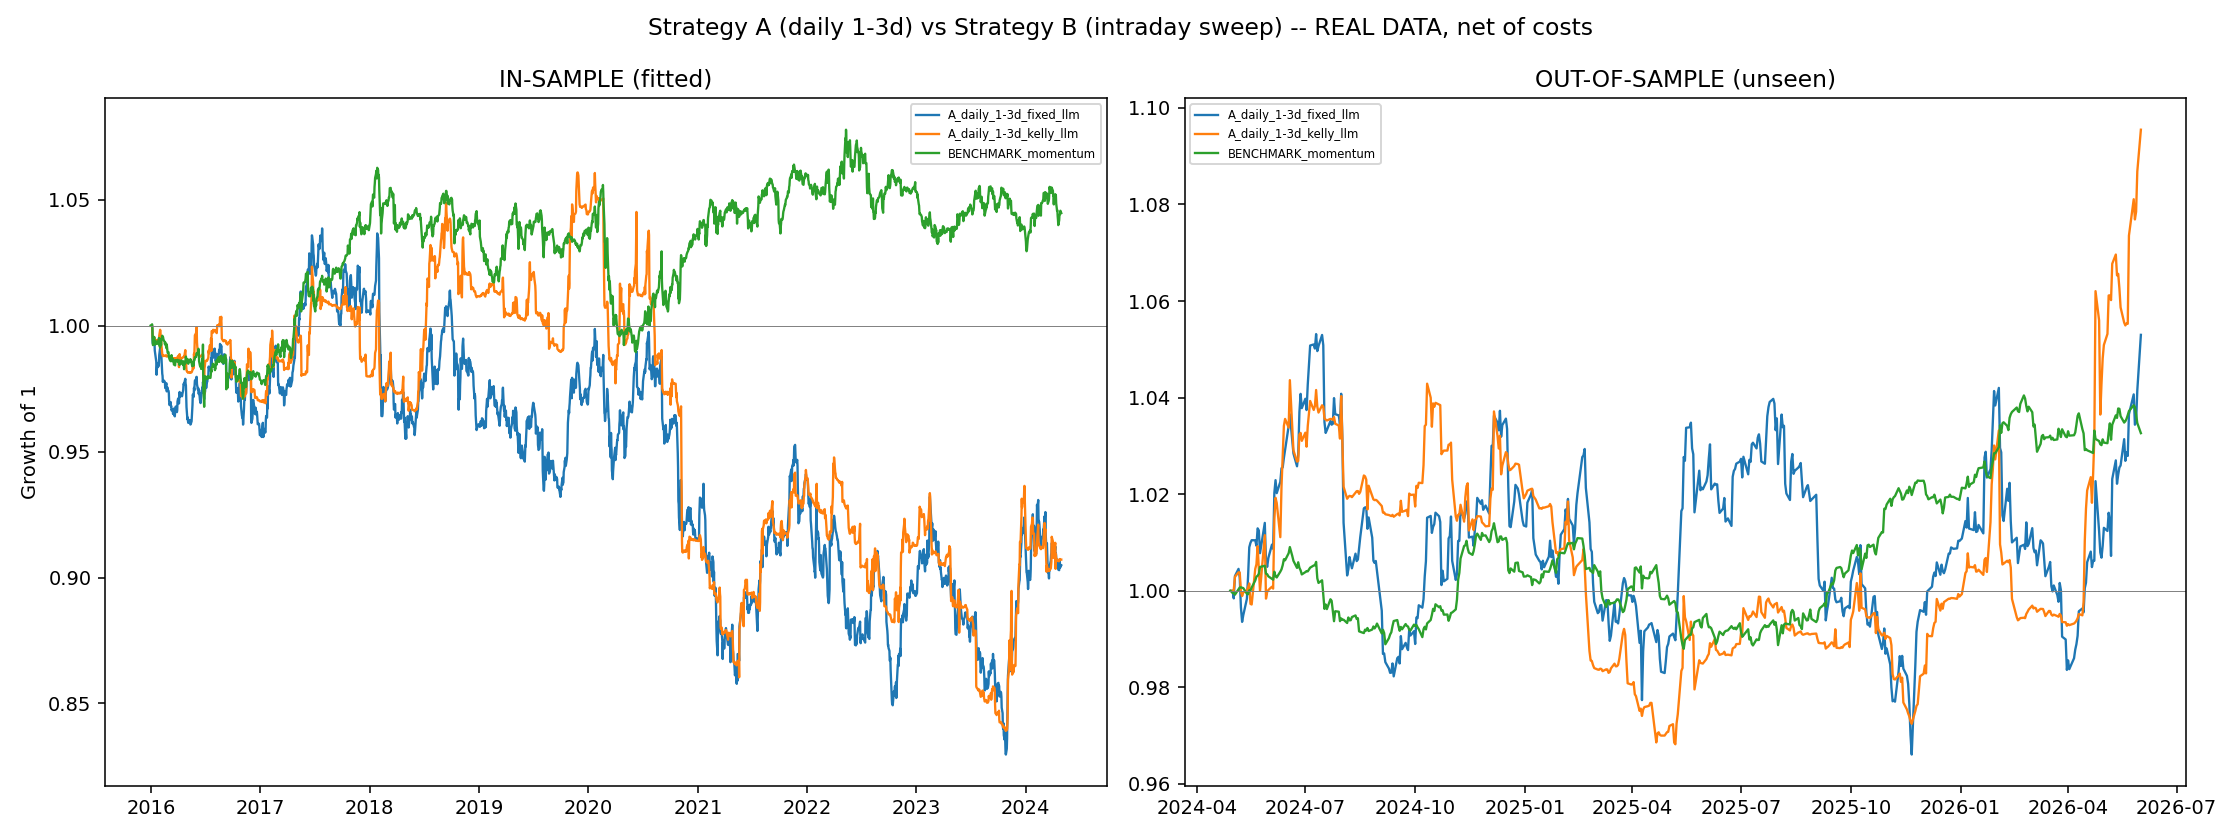 Strategy A (daily 1-3d) vs Strategy B (intraday sweep) -- REAL DATA, net of costs
IN-SAMPLE (fitted)
A_daily_1-3d_fixed_llm
A_daily_1-3d_kelly_llm
BENCHMARK_momentum
Growth of 1
1.05
1.00
0.95
0.90
0.85
2016 2017 2018 2019 2020 2021 2022 2023 2024
OUT-OF-SAMPLE (unseen)
A_daily_1-3d_fixed_llm
A_daily_1-3d_kelly_llm
BENCHMARK_momentum
1.10
1.08
1.06
1.04
1.02
1.00
0.98
0.96
2024-04 2024-07 2024-10 2025-01 2025-04 2025-07 2025-10 2026-01 2026-04 2026-07